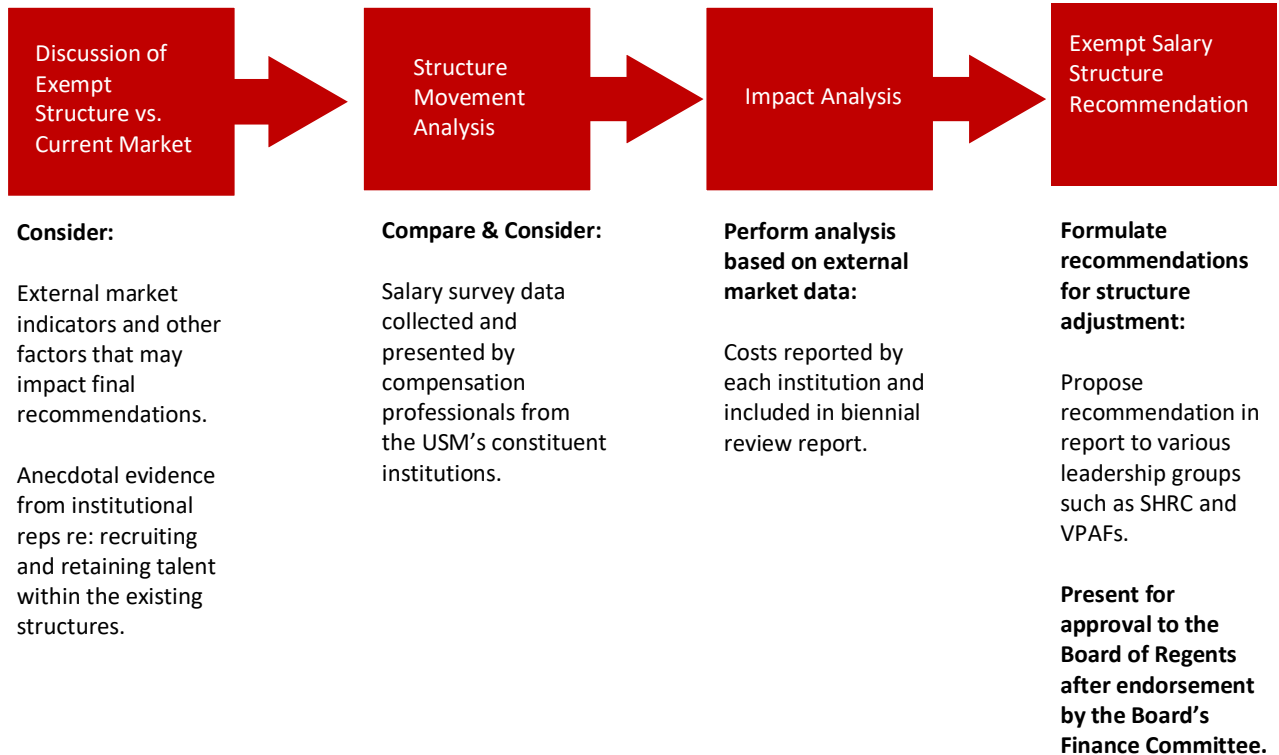 Discussion of
Exempt
Structure vs.
Current Market
Structure
Movement
Analysis
Impact Analysis
Exempt Salary
Structure
Recommendation
Consider:
External market
indicators and other
factors that may
impact final
recommendations.
Anecdotal evidence
from institutional
reps re: recruiting
and retaining talent
within the existing
structures.
Compare & Consider:
Salary survey data
collected and
presented by
compensation
professionals from
the USM’s constituent
institutions.
Perform analysis
based on external
market data:
Costs reported by
each institution and
included in biennial
review report.
Formulate
recommendations
for structure
adjustment:
Propose
recommendation in
report to various
leadership groups
such as SHRC and
VPAFs.
Present for
approval to the
Board of Regents
after endorsement
by the Board’s
Finance Committee.